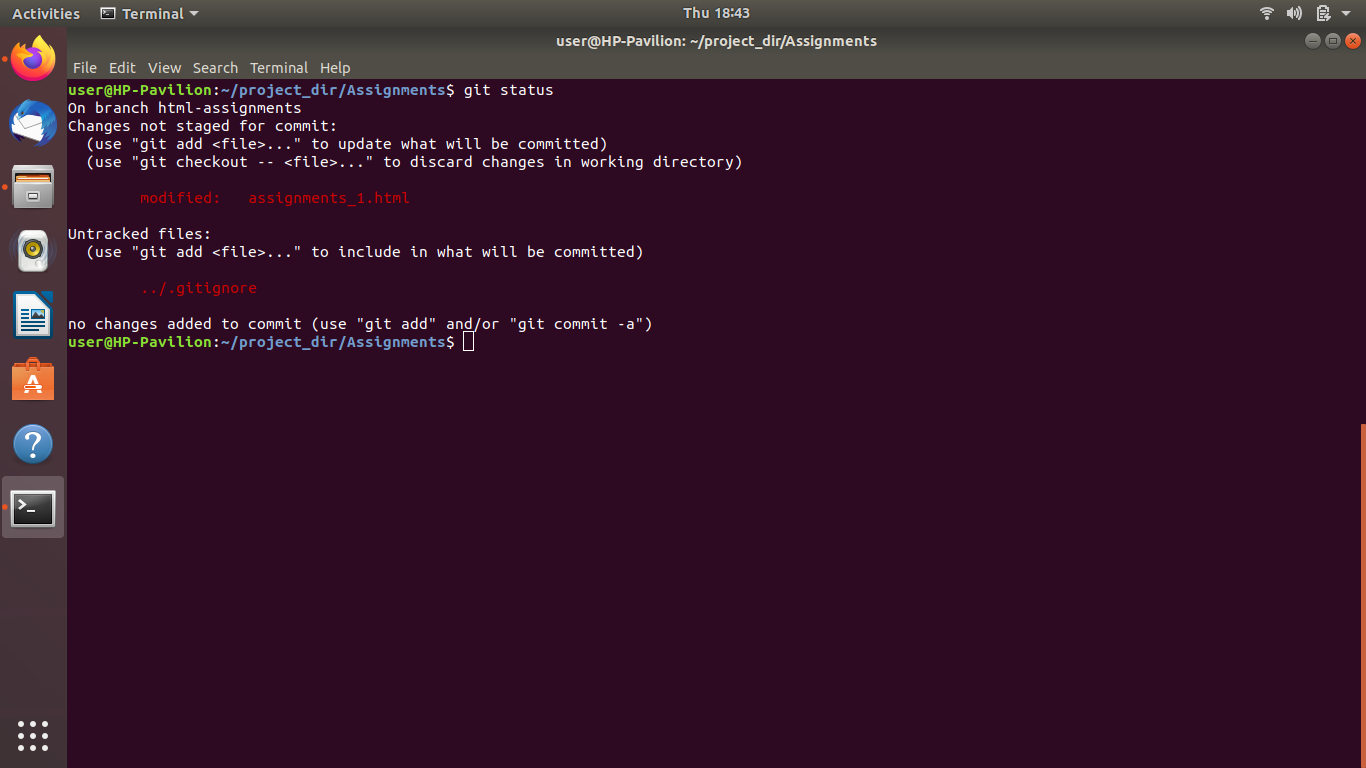 Activities Terminal Thu 18:43
user@HP-Pavilion: ~/project_dir/Assignments
File Edit View Search Terminal Help
user@HP-Pavilion:~/project_dir/Assignments$ git status
On branch html-assignments
Changes not staged for commit:
  (use "git add <file>..." to update what will be committed)
  (use "git checkout -- <file>..." to discard changes in working directory)
        modified:   assignments_1.html
Untracked files:
  (use "git add <file>..." to include in what will be committed)
        ../.gitignore
no changes added to commit (use "git add" and/or "git commit -a")
user@HP-Pavilion:~/project_dir/Assignments$